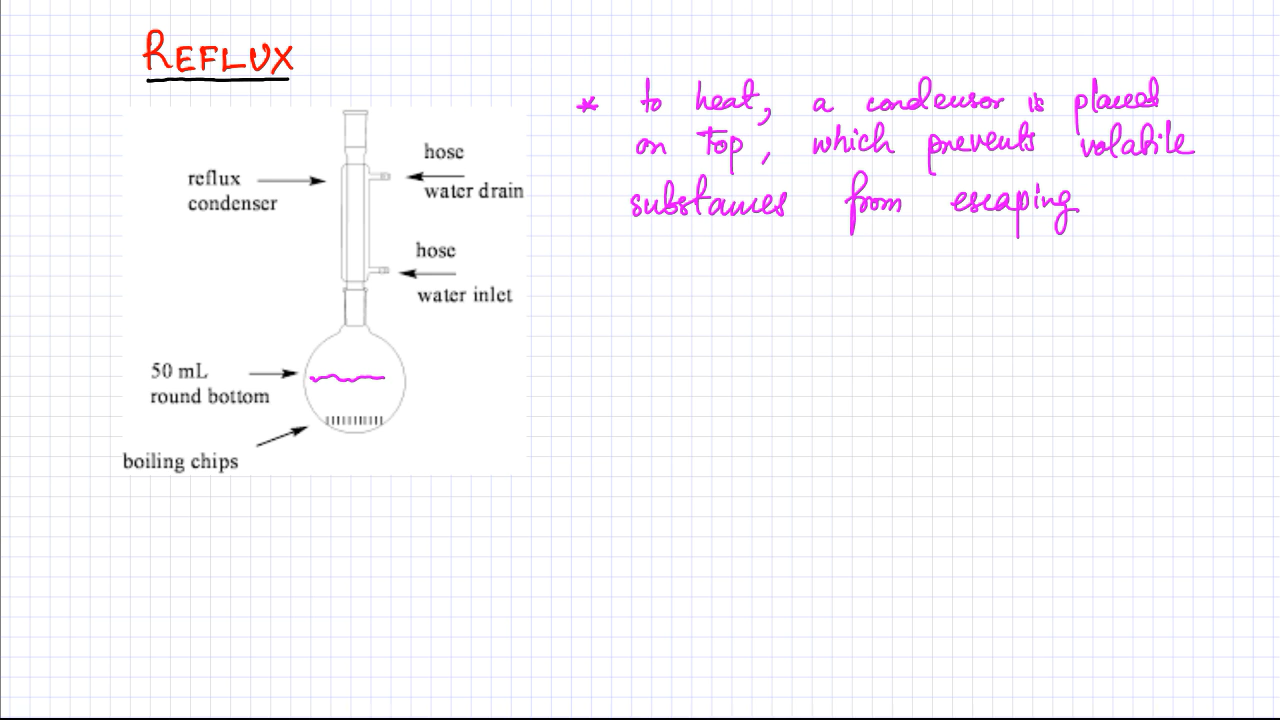 REFLUX
* to heat, a condensor is placed
on top, which prevents volatile
substances from escaping
reflux
condenser
hose
water drain
hose
water inlet
50 mL
round bottom
boiling chips